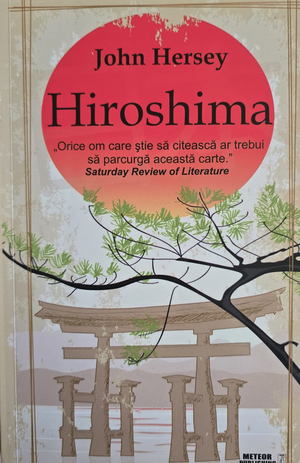 John Hersey
Hiroshima
„Orice om care ştie să citească ar trebui
să parcurgă această carte.”
Saturday Review of Literature
METEOR
PUBLISHING